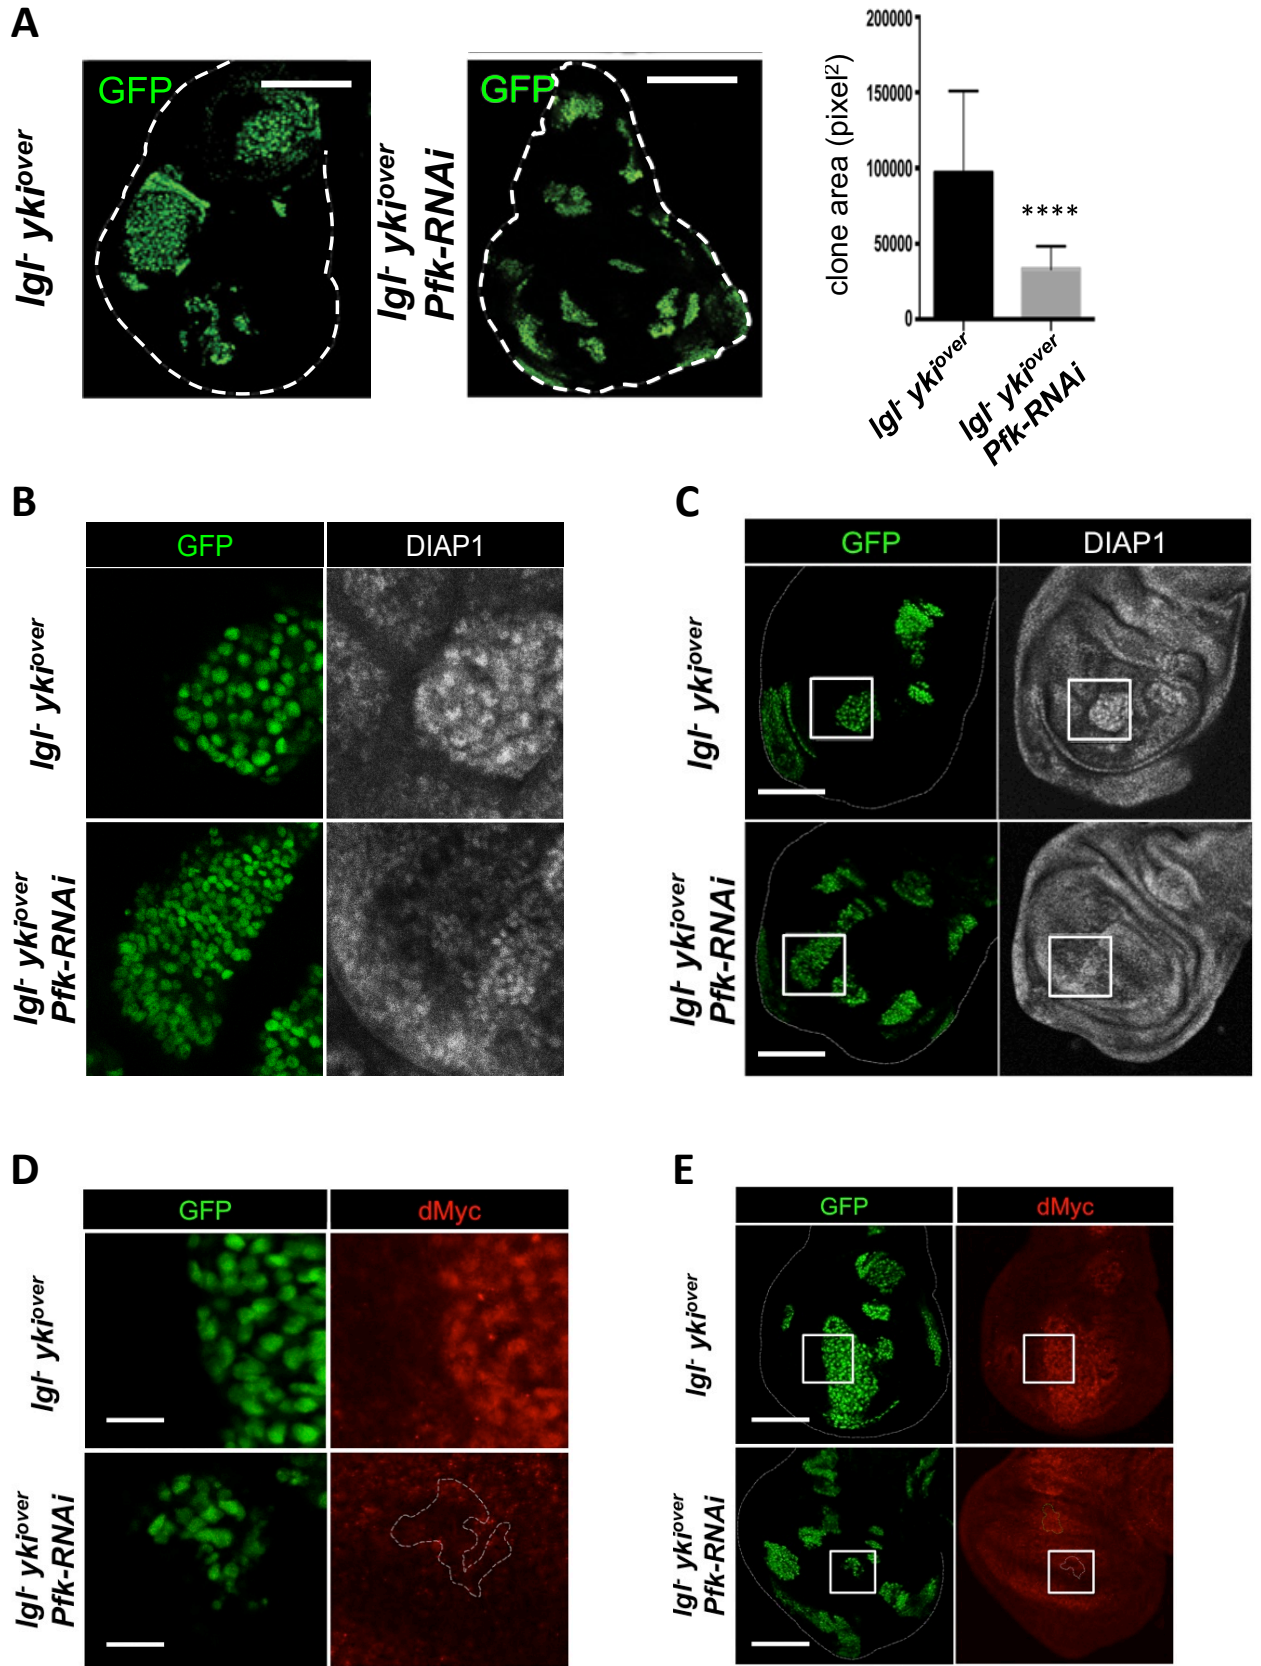 A
GFP
GFP
lgl- ykiover
lgl- ykiover
Pfk-RNAi
clone area (pixel2)
200000
150000
100000
50000
0
****
lgl- ykiover
lgl- ykiover
Pfk-RNAi
B
GFP
DIAP1
lgl- ykiover
lgl- ykiover
Pfk-RNAi
C
GFP
DIAP1
lgl- ykiover
lgl- ykiover
Pfk-RNAi
D
GFP
dMyc
lgl- ykiover
lgl- ykiover
Pfk-RNAi
E
GFP
dMyc
lgl- ykiover
lgl- ykiover
Pfk-RNAi